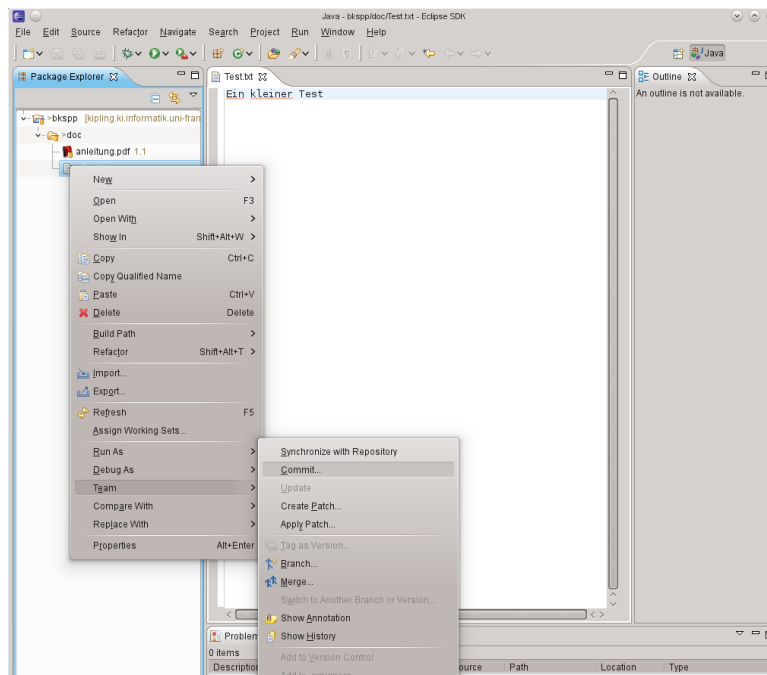 Java - bkspp/doc/Test.txt - Eclipse SDK
File Edit Source Refactor Navigate Search Project Run Window Help
Java
Package Explorer
Test.txt
Outline
Ein kleiner Test
An outline is not available.
>bkspp [kipling.ki.informatik.uni-fran
>doc
anleitung.pdf 1.1
New
Open F3
Open With
Show In Shift+Alt+W
Copy Ctrl+C
Copy Qualified Name
Paste Ctrl+V
Delete Delete
Build Path
Refactor Shift+Alt+T
Import...
Export...
Refresh F5
Assign Working Sets...
Run As
Debug As
Team
Compare With
Replace With
Properties Alt+Enter
Synchronize with Repository
Commit...
Update
Create Patch...
Apply Patch...
Tag as Version...
Branch...
Merge...
Switch to Another Branch or Version...
Show Annotation
Show History
Add to Version Control
Problem
0 items
Description ource Path Location Type